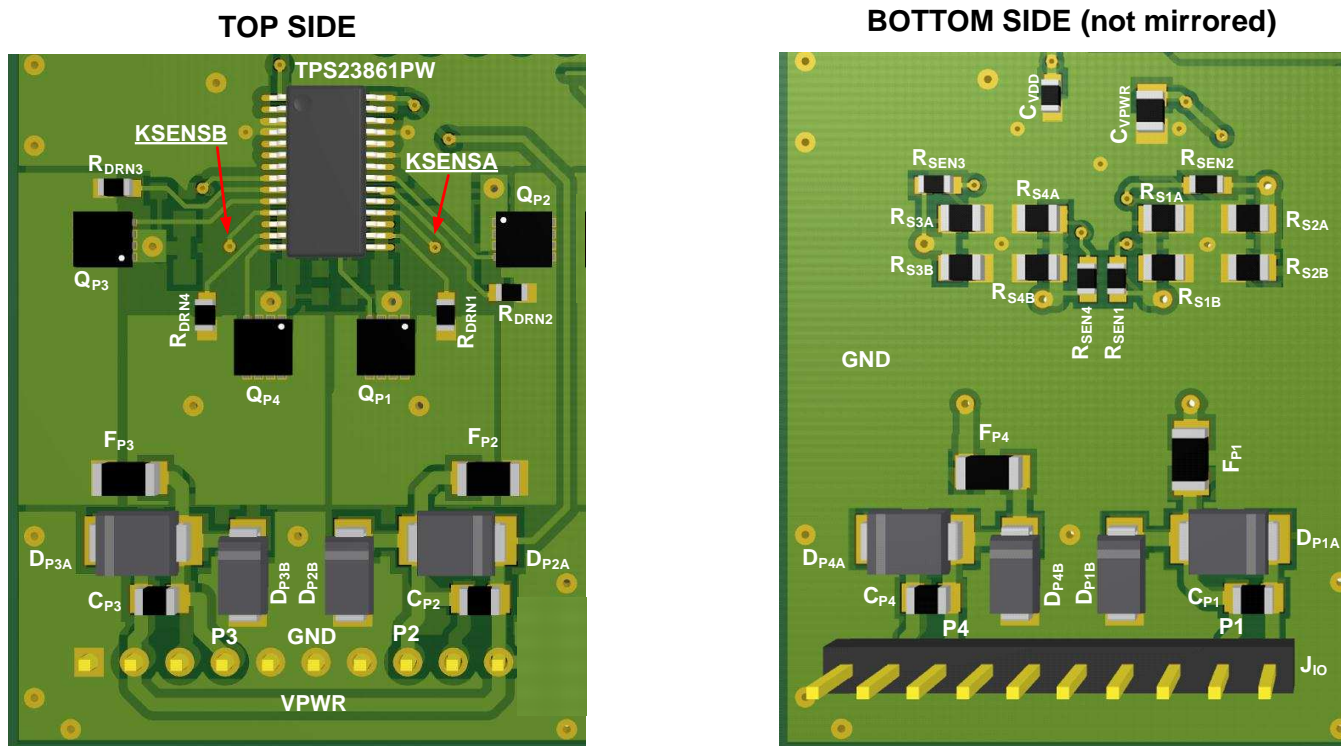 TOP SIDE
TPS23861PW
KSENSB
KSENSA
RDRN3
QP2
QP3
RDRN4
RDRN1
RDRN2
QP4
QP1
FP3
FP2
DP3A
DP3B
DP2B
DP2A
CP3
CP2
P3
GND
P2
VPWR
BOTTOM SIDE (not mirrored)
CVDD
CVPWR
RSEN3
RSEN2
RS4A
RS1A
RS3A
RS2A
RS3B
RS2B
RS4B
RS1B
RSEN4
RSEN1
GND
FP4
FP1
DP4A
DP4B
DP1B
DP1A
CP4
CP1
P4
P1
JIO